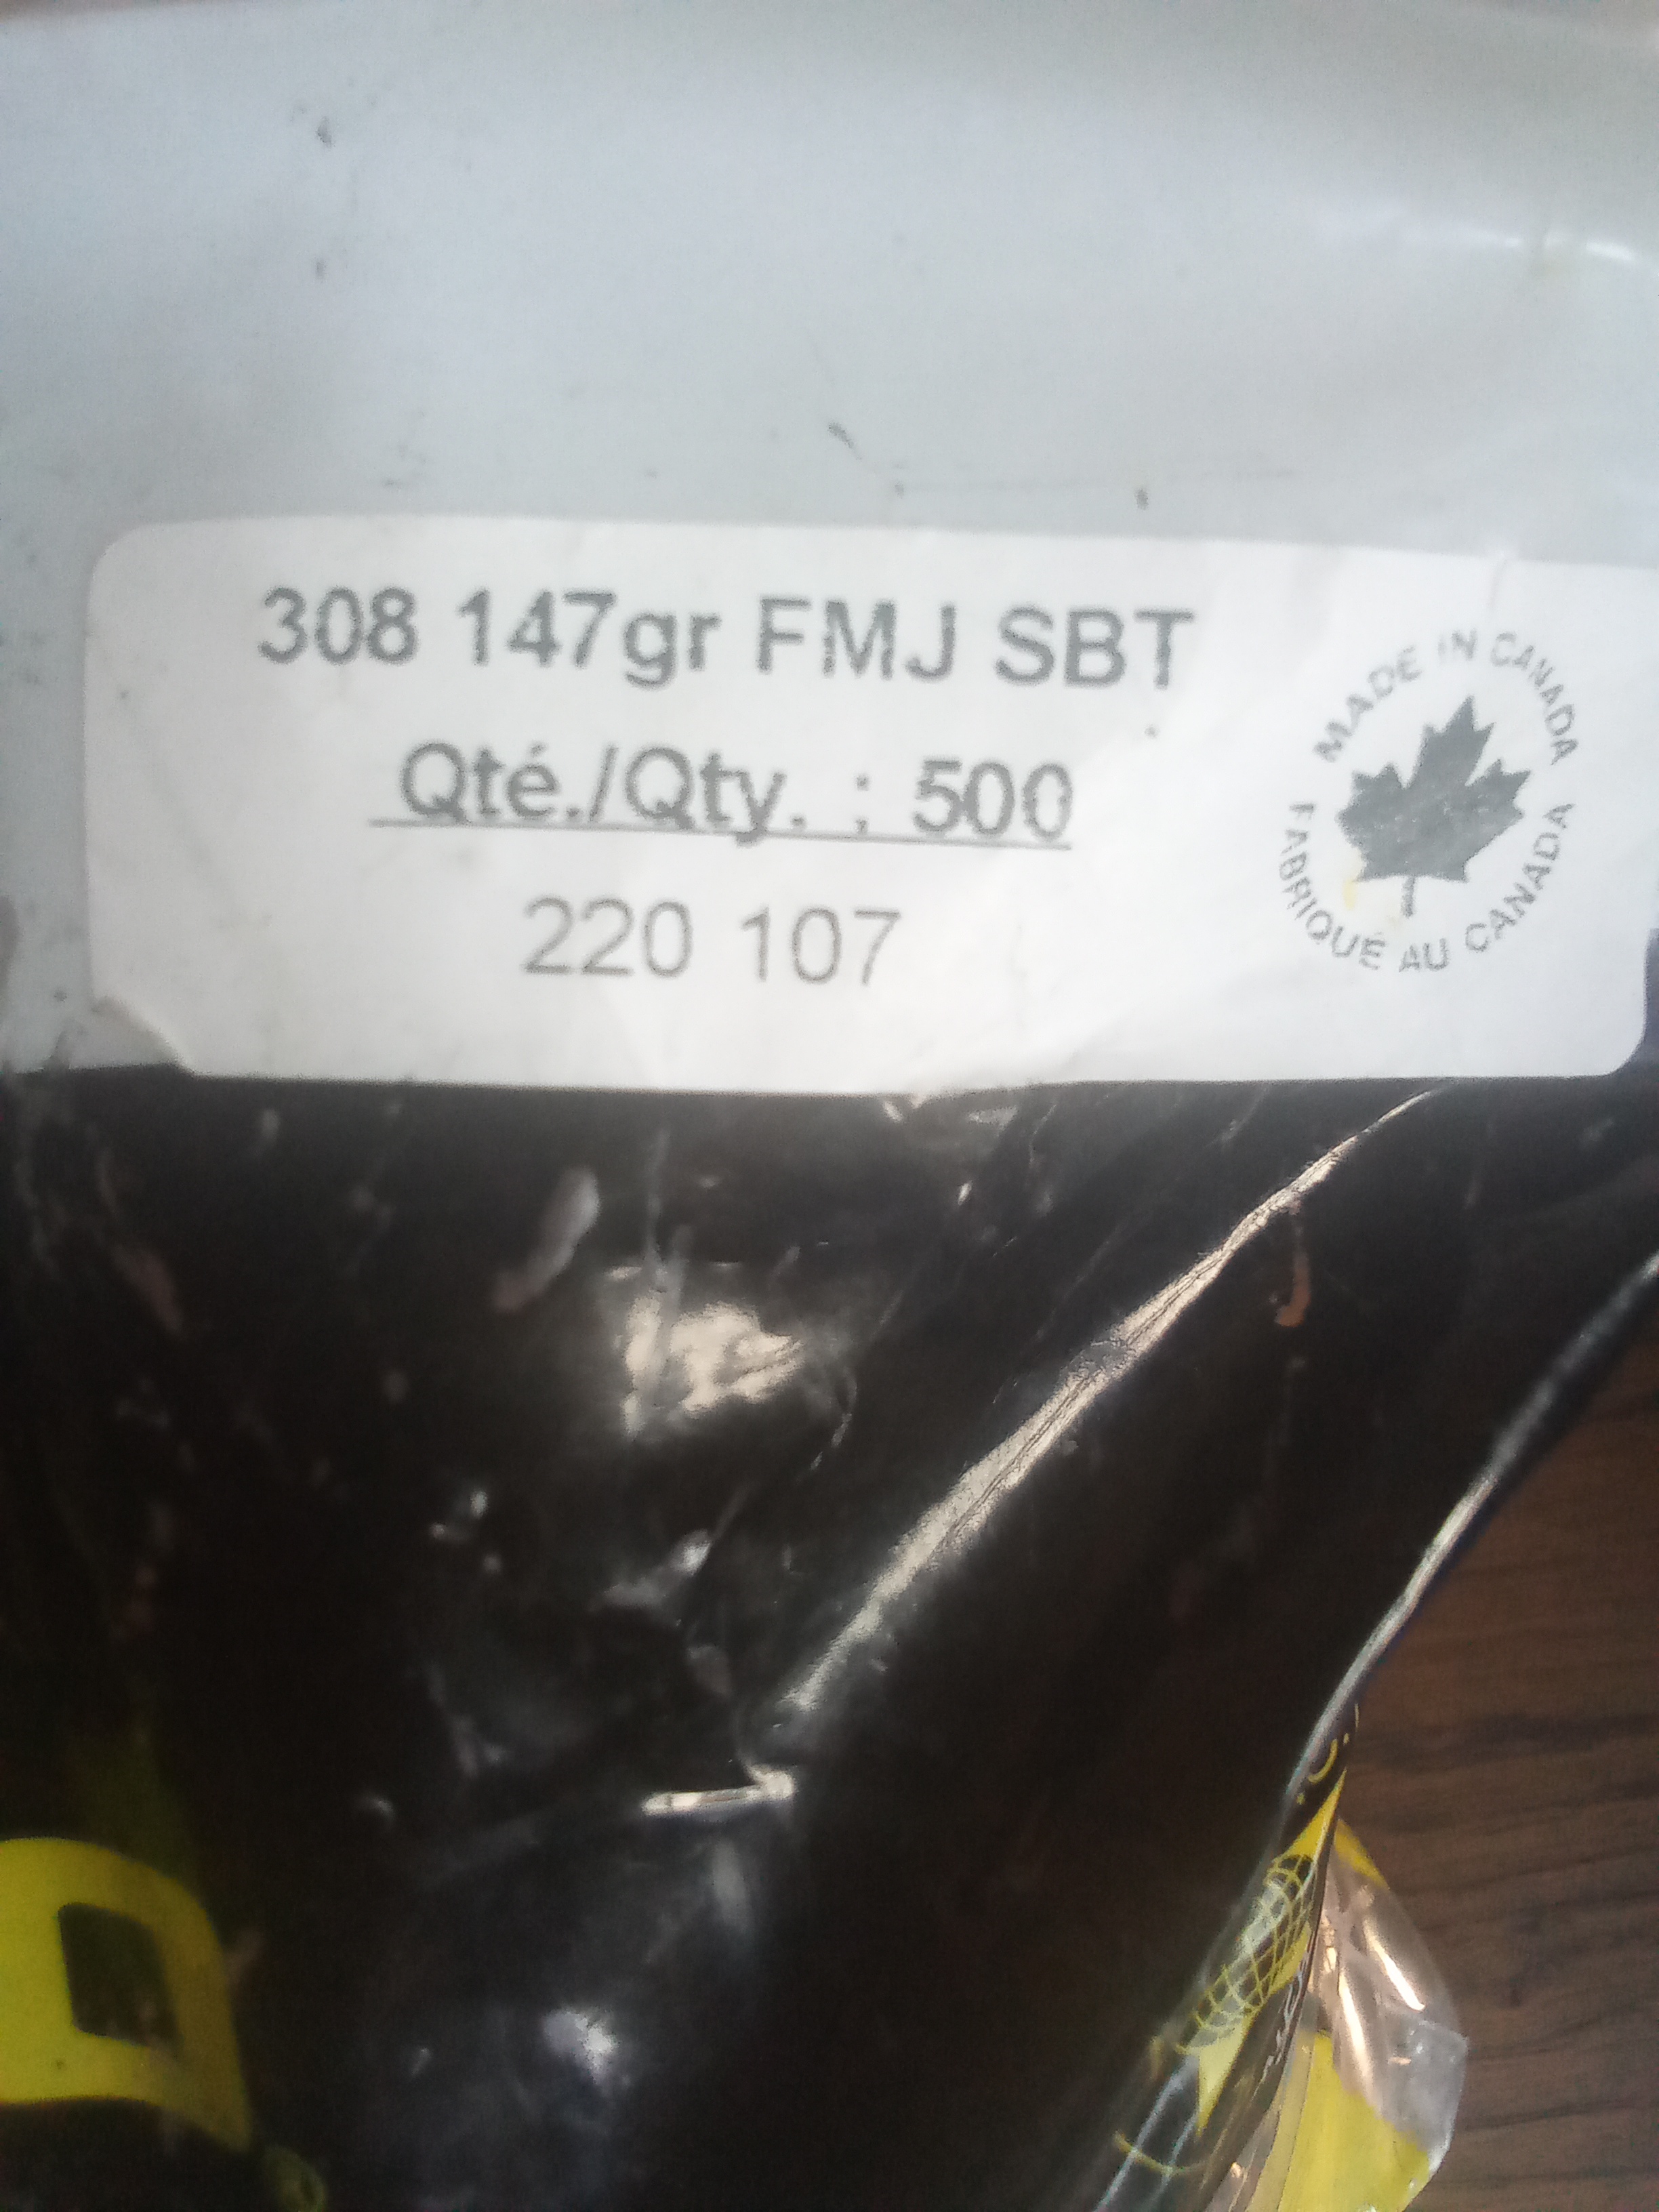 308 147gr FMJ SBT
Qté./Qty. : 500
220 107
MADE IN CANADA
FABRIQUÉ AU CANADA